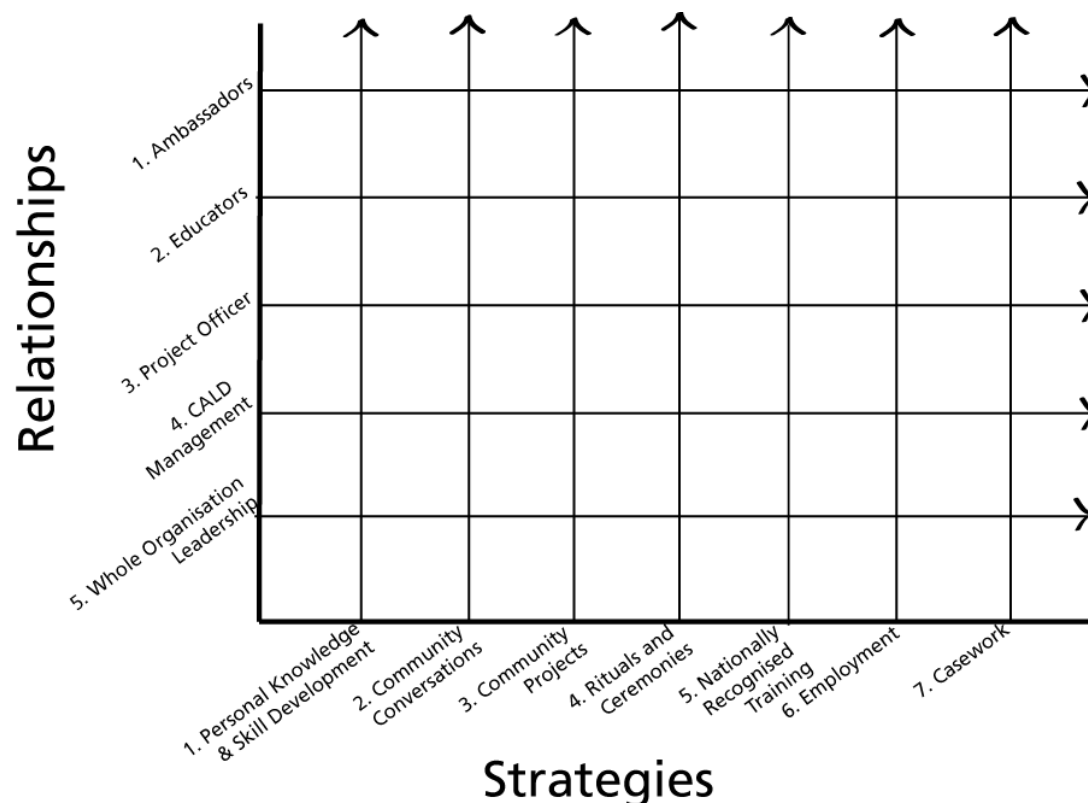 Relationships
1. Ambassadors
2. Educators
3. Project Officer
4. CALD
Management
5. Whole Organisation
Leadership
1. Personal Knowledge
& Skill Development
2. Community
Conversations
3. Community
Projects
4. Rituals and
Ceremonies
5. Nationally
Recognised
Training
6. Employment
7. Casework
Strategies